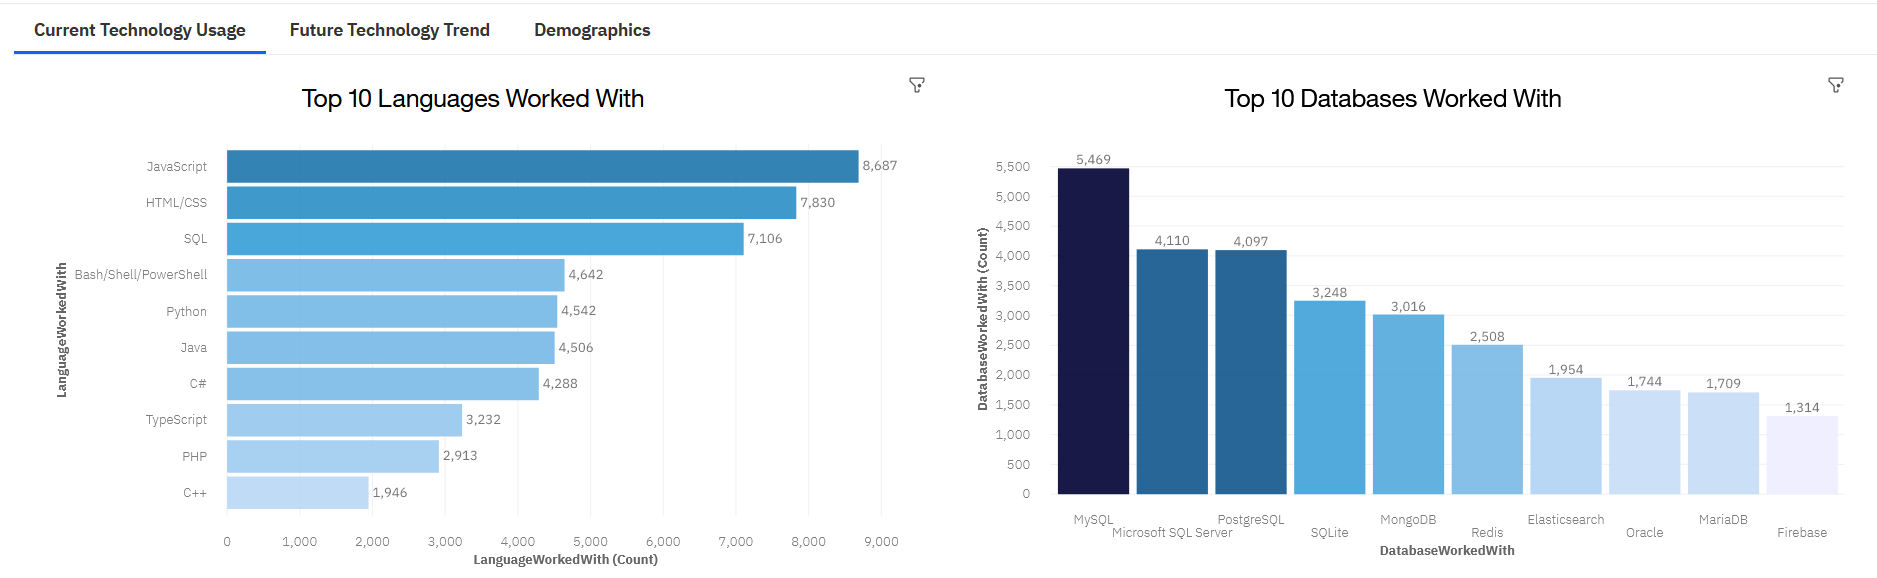 Current Technology Usage
Future Technology Trend
Demographics
Top 10 Languages Worked With
LanguageWorkedWith
JavaScript
8,687
HTML/CSS
7,830
SQL
7,106
Bash/Shell/PowerShell
4,642
Python
4,542
Java
4,506
C#
4,288
TypeScript
3,232
PHP
2,913
C++
1,946
0
1,000
2,000
3,000
4,000
5,000
6,000
7,000
8,000
9,000
LanguageWorkedWith (Count)
Top 10 Databases Worked With
DatabaseWorkedWith (Count)
5,500
5,000
4,500
4,000
3,500
3,000
2,500
2,000
1,500
1,000
500
0
5,469
4,110
4,097
3,248
3,016
2,508
1,954
1,744
1,709
1,314
MySQL
Microsoft SQL Server
PostgreSQL
SQLite
MongoDB
Redis
Elasticsearch
Oracle
MariaDB
Firebase
DatabaseWorkedWith